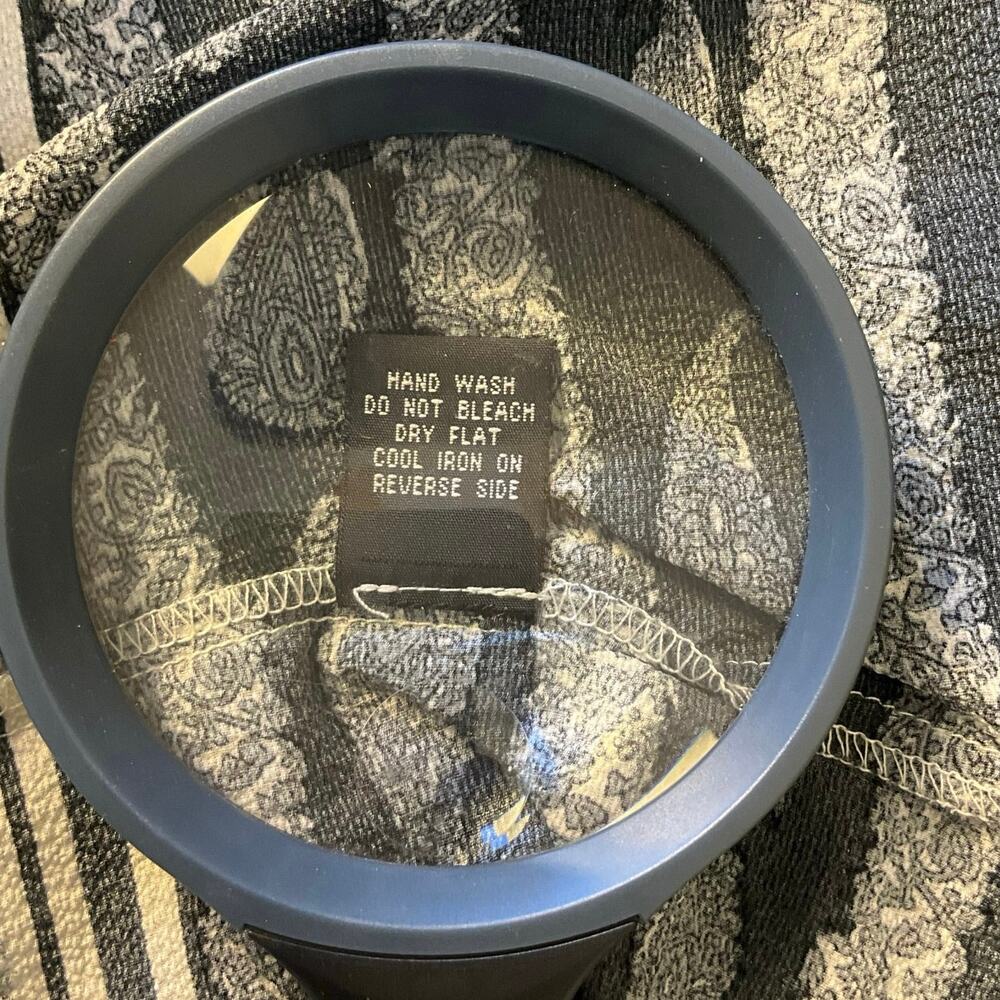 HAND WASH
DO NOT BLEACH
DRY FLAT
COOL IRON ON
REVERSE SIDE